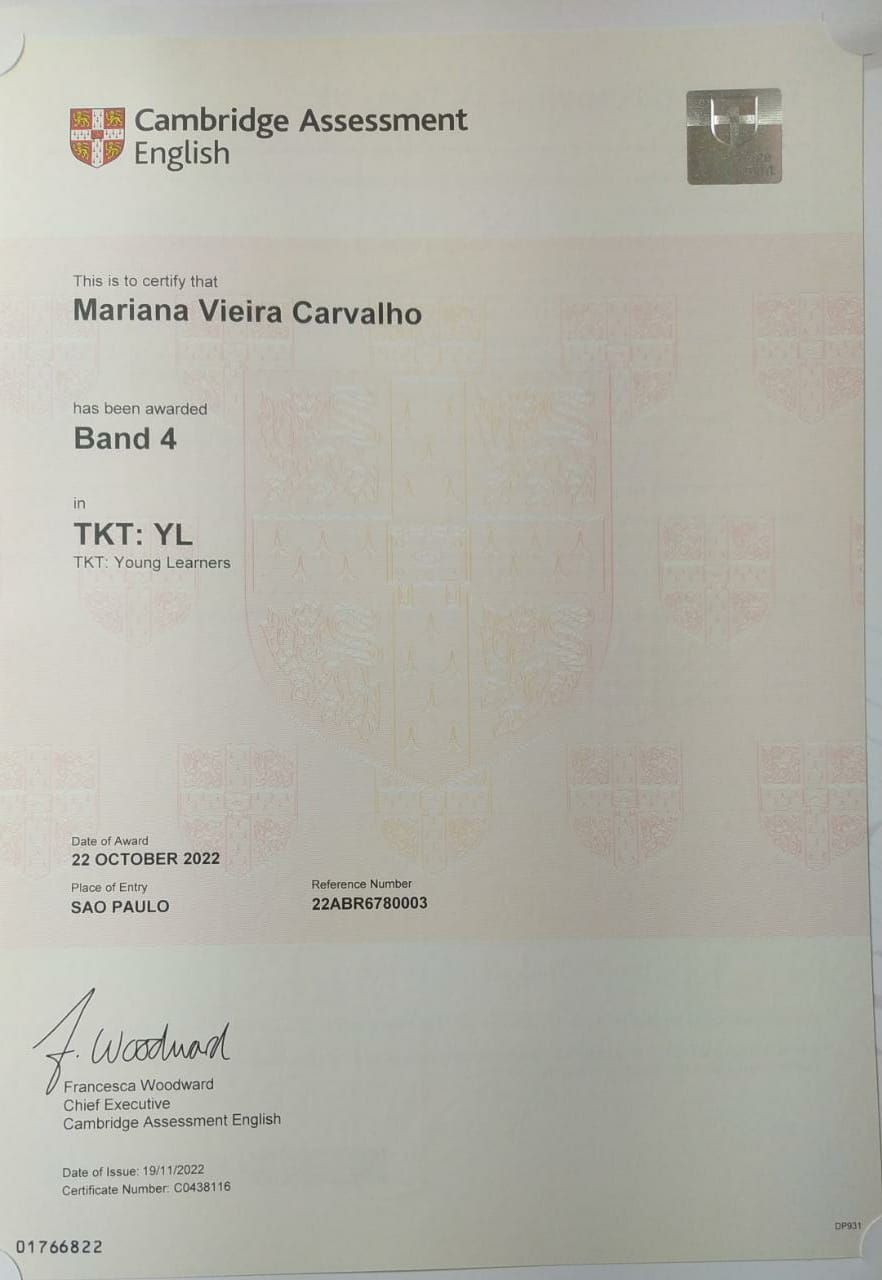 Cambridge Assessment
English
This is to certify that
Mariana Vieira Carvalho
has been awarded
Band 4
in
TKT: YL
TKT: Young Learners
Date of Award
22 OCTOBER 2022
Place of Entry
SAO PAULO
Reference Number
22ABR6780003
F. Woodward
Francesca Woodward
Chief Executive
Cambridge Assessment English
Date of Issue: 19/11/2022
Certificate Number: C0438116
DP931
01766822